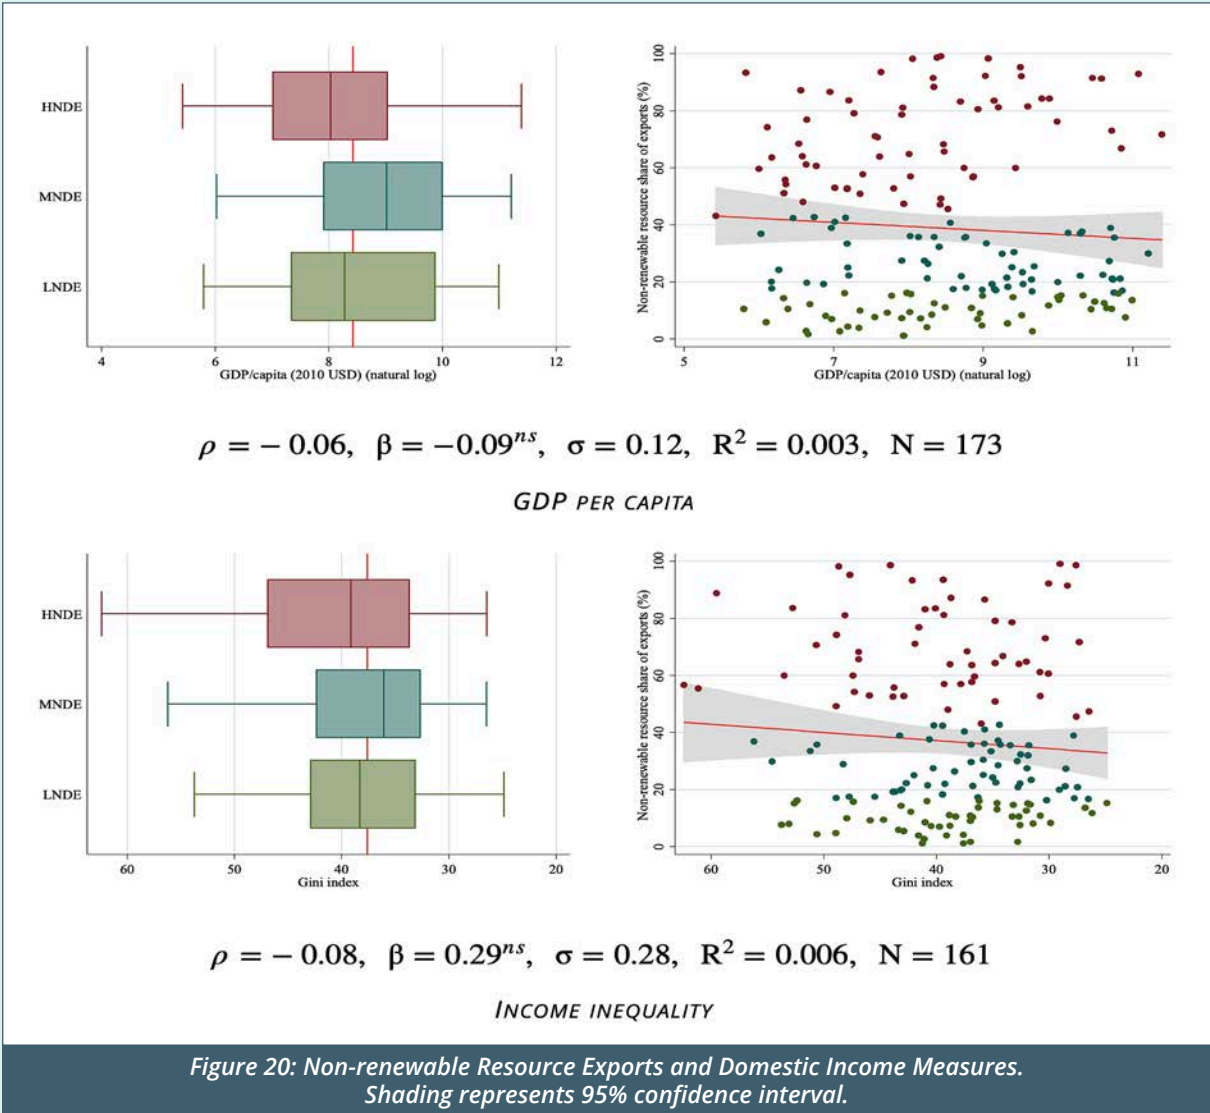 HNDE
MNDE
LNDE
4 6 8 10 12
GDP/capita (2010 USD) (natural log)
Non-renewable resource share of exports (%)
100
80
60
40
20
0
5 7 9 11
GDP/capita (2010 USD) (natural log)
ρ = − 0.06, β = −0.09ⁿˢ, σ = 0.12, R² = 0.003, N = 173
GDP PER CAPITA
HNDE
MNDE
LNDE
60 50 40 30 20
Gini index
Non-renewable resource share of exports (%)
100
80
60
40
20
0
60 50 40 30 20
Gini index
ρ = − 0.08, β = 0.29ⁿˢ, σ = 0.28, R² = 0.006, N = 161
INCOME INEQUALITY
Figure 20: Non-renewable Resource Exports and Domestic Income Measures.
Shading represents 95% confidence interval.